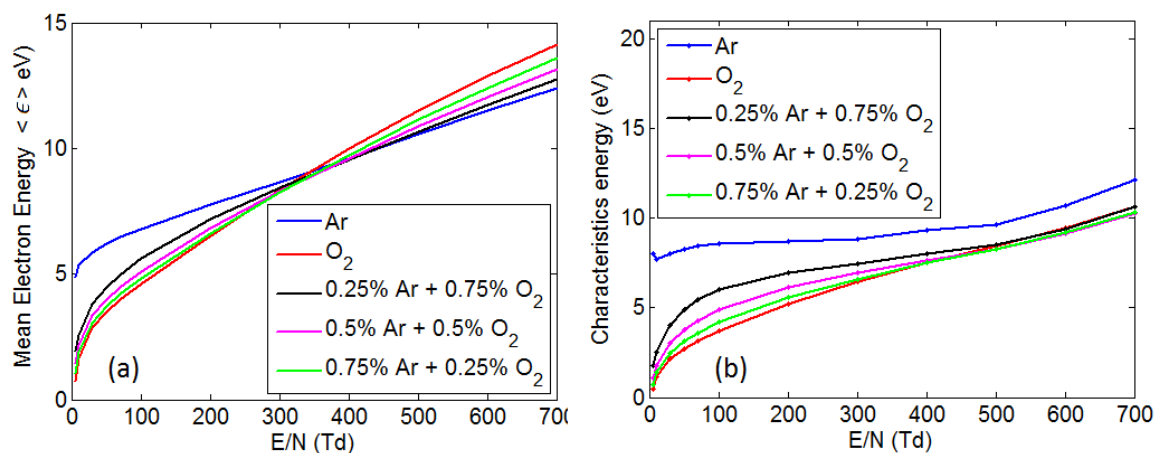 15
10
5
0
Mean Electron Energy < ϵ > eV
Ar
O2
0.25% Ar + 0.75% O2
0.5% Ar + 0.5% O2
0.75% Ar + 0.25% O2
(a)
0 100 200 300 400 500 600 700
E/N (Td)
20
15
10
5
0
Characteristics energy (eV)
Ar
O2
0.25% Ar + 0.75% O2
0.5% Ar + 0.5% O2
0.75% Ar + 0.25% O2
(b)
0 100 200 300 400 500 600 700
E/N (Td)